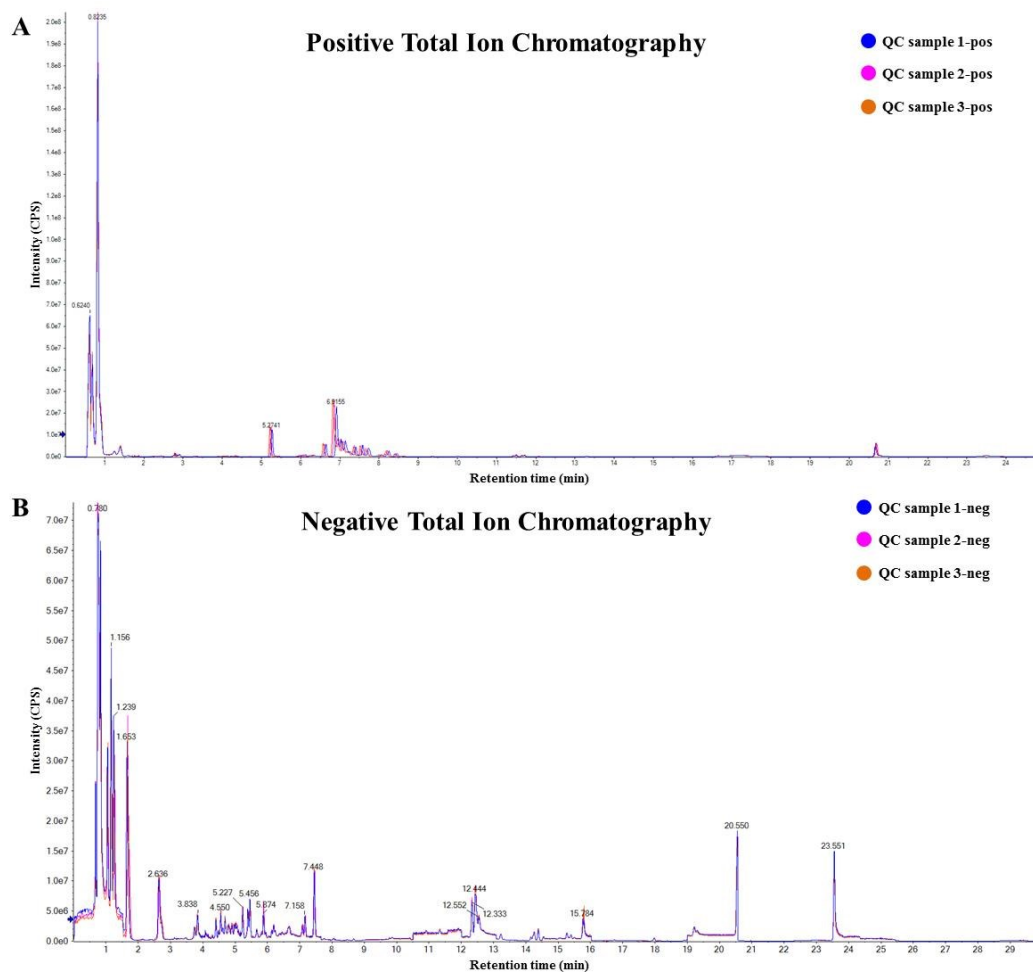 A
Positive Total Ion Chromatography
QC sample 1-pos
QC sample 2-pos
QC sample 3-pos
Intensity (CPS)
2.0e8
1.9e8
1.8e8
1.7e8
1.6e8
1.5e8
1.4e8
1.3e8
1.2e8
1.1e8
1.0e8
9.0e7
8.0e7
7.0e7
6.0e7
5.0e7
4.0e7
3.0e7
2.0e7
1.0e7
0.0e0
0.8235
0.6240
5.2741
6.9155
1 2 3 4 5 6 7 8 9 10 11 12 13 14 15 16 17 18 19 20 21 22 23 24
Retention time (min)
B
Negative Total Ion Chromatography
QC sample 1-neg
QC sample 2-neg
QC sample 3-neg
Intensity (CPS)
7.0e7
6.5e7
6.0e7
5.5e7
5.0e7
4.5e7
4.0e7
3.5e7
3.0e7
2.5e7
2.0e7
1.5e7
1.0e7
5.0e6
0.0e0
0.780
1.156
1.239
1.653
2.636
3.838
4.550
5.227
5.456
5.874
7.158
7.448
12.444
12.552
12.333
15.784
20.550
23.551
1 2 3 4 5 6 7 8 9 10 11 12 13 14 15 16 17 18 19 20 21 22 23 24 25 26 27 28 29
Retention time (min)